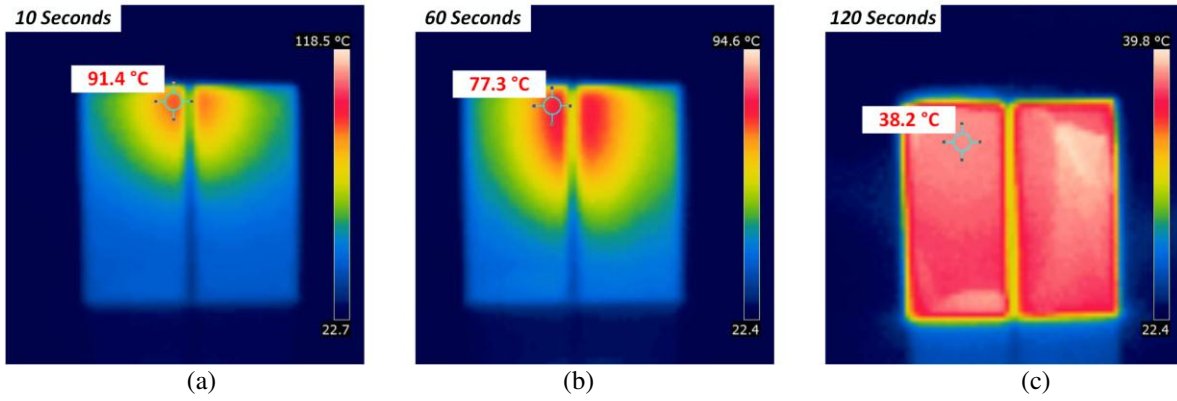 10 Seconds
118.5 °C
91.4 °C
22.7
(a)
60 Seconds
94.6 °C
77.3 °C
22.4
(b)
120 Seconds
39.8 °C
38.2 °C
22.4
(c)